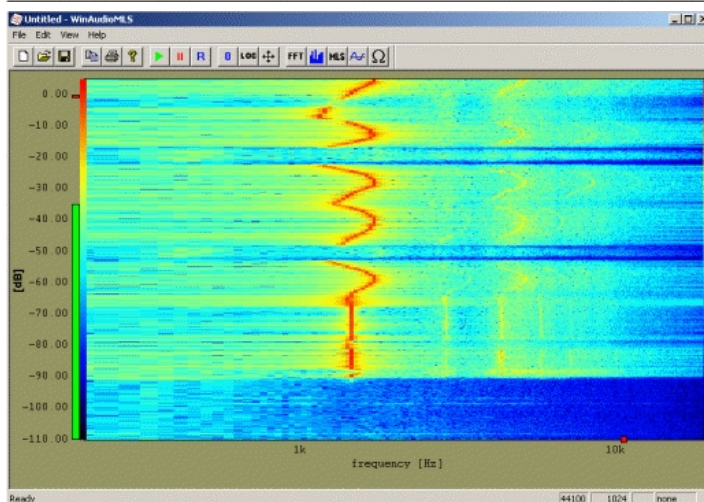 Untitled - WinAudioMLS
File Edit View Help
R 0 LOG FFT MLS Ω
0.00
-10.00
-20.00
-30.00
-40.00
-50.00
[dB]
-60.00
-70.00
-80.00
-90.00
-100.00
-110.00
1k 10k
frequency [Hz]
Ready 44100 1024 none